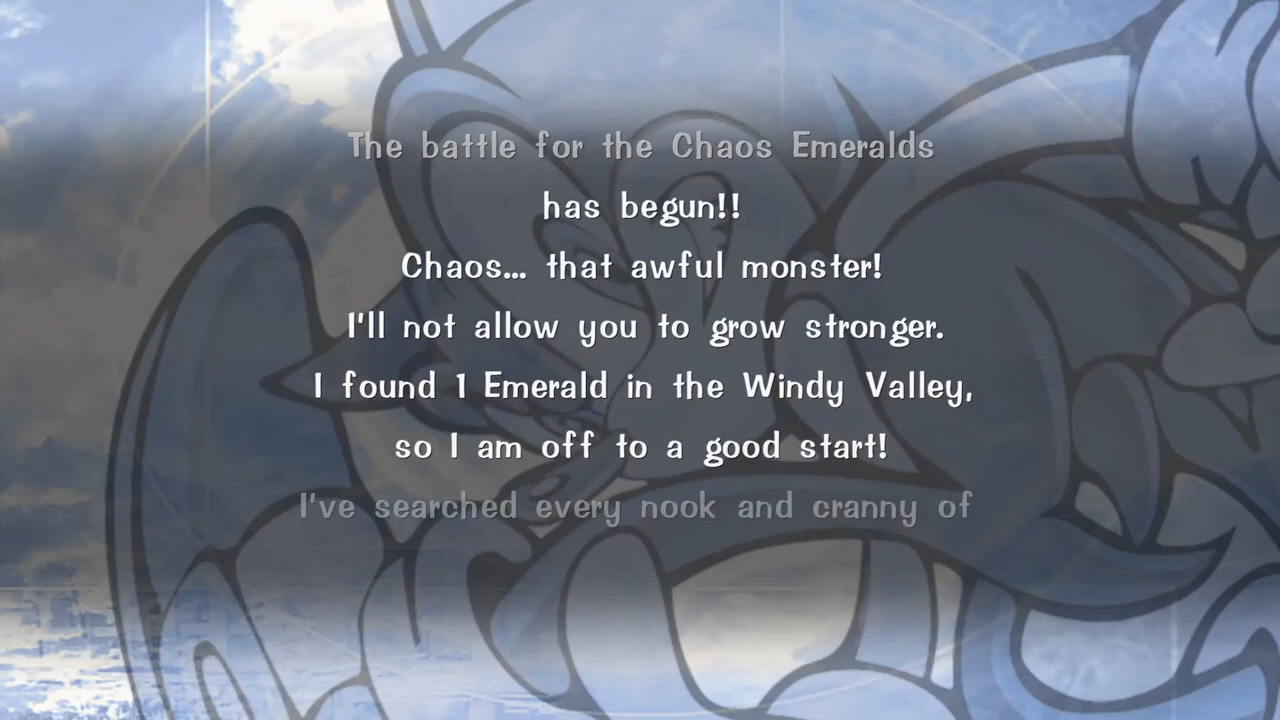 The battle for the Chaos Emeralds
has begun!!
Chaos... that awful monster!
I'll not allow you to grow stronger.
I found 1 Emerald in the Windy Valley,
so I am off to a good start!
I've searched every nook and cranny of